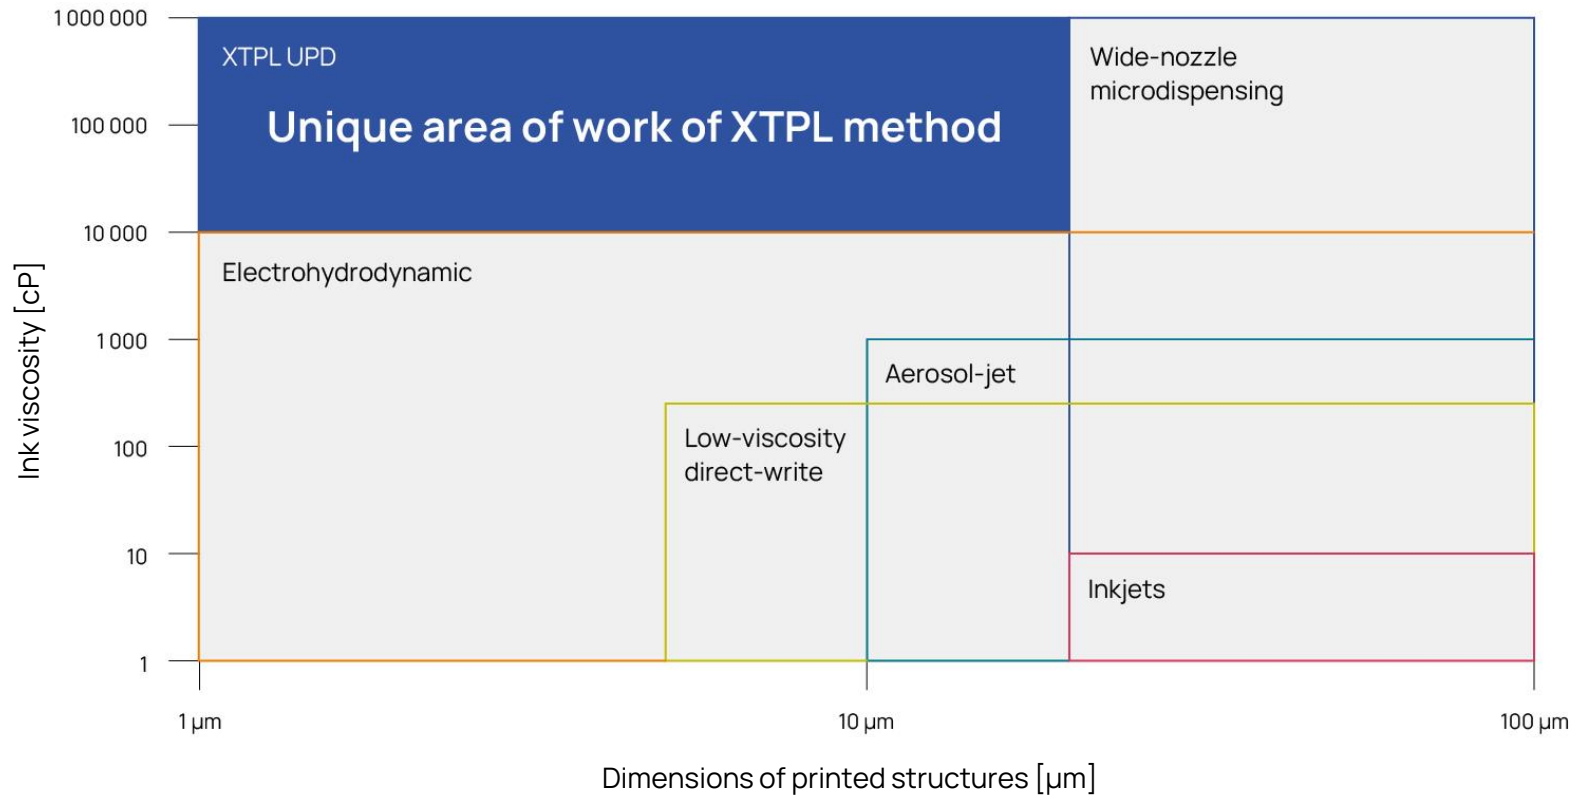 1 000 000
XTPL UPD
Wide-nozzle
microdispensing
Unique area of work of XTPL method
100 000
10 000
Electrohydrodynamic
Ink viscosity [cP]
1 000
Aerosol-jet
Low-viscosity
direct-write
100
10
Inkjets
1
1 µm
10 µm
100 µm
Dimensions of printed structures [µm]